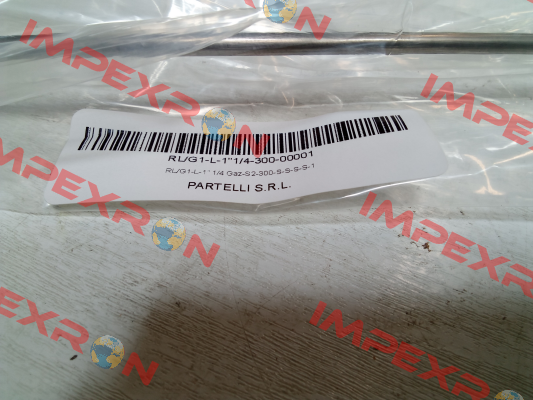 IMPEXRON
IMPEXRON
IMPEXRON
RL/G1-L-1"1/4-300-00001
RL/G1-L-1" 1/4 Gaz-S2-300-S-S-S-S-1
PARTELLI S.R.L.
IMPEXRON
IMPEXRON
IMPEXRON